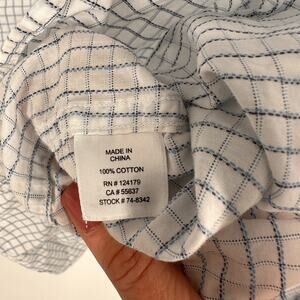 MADE IN
CHINA
100% COTTON
RN # 124179
CA # 55637
STOCK # 74-8342